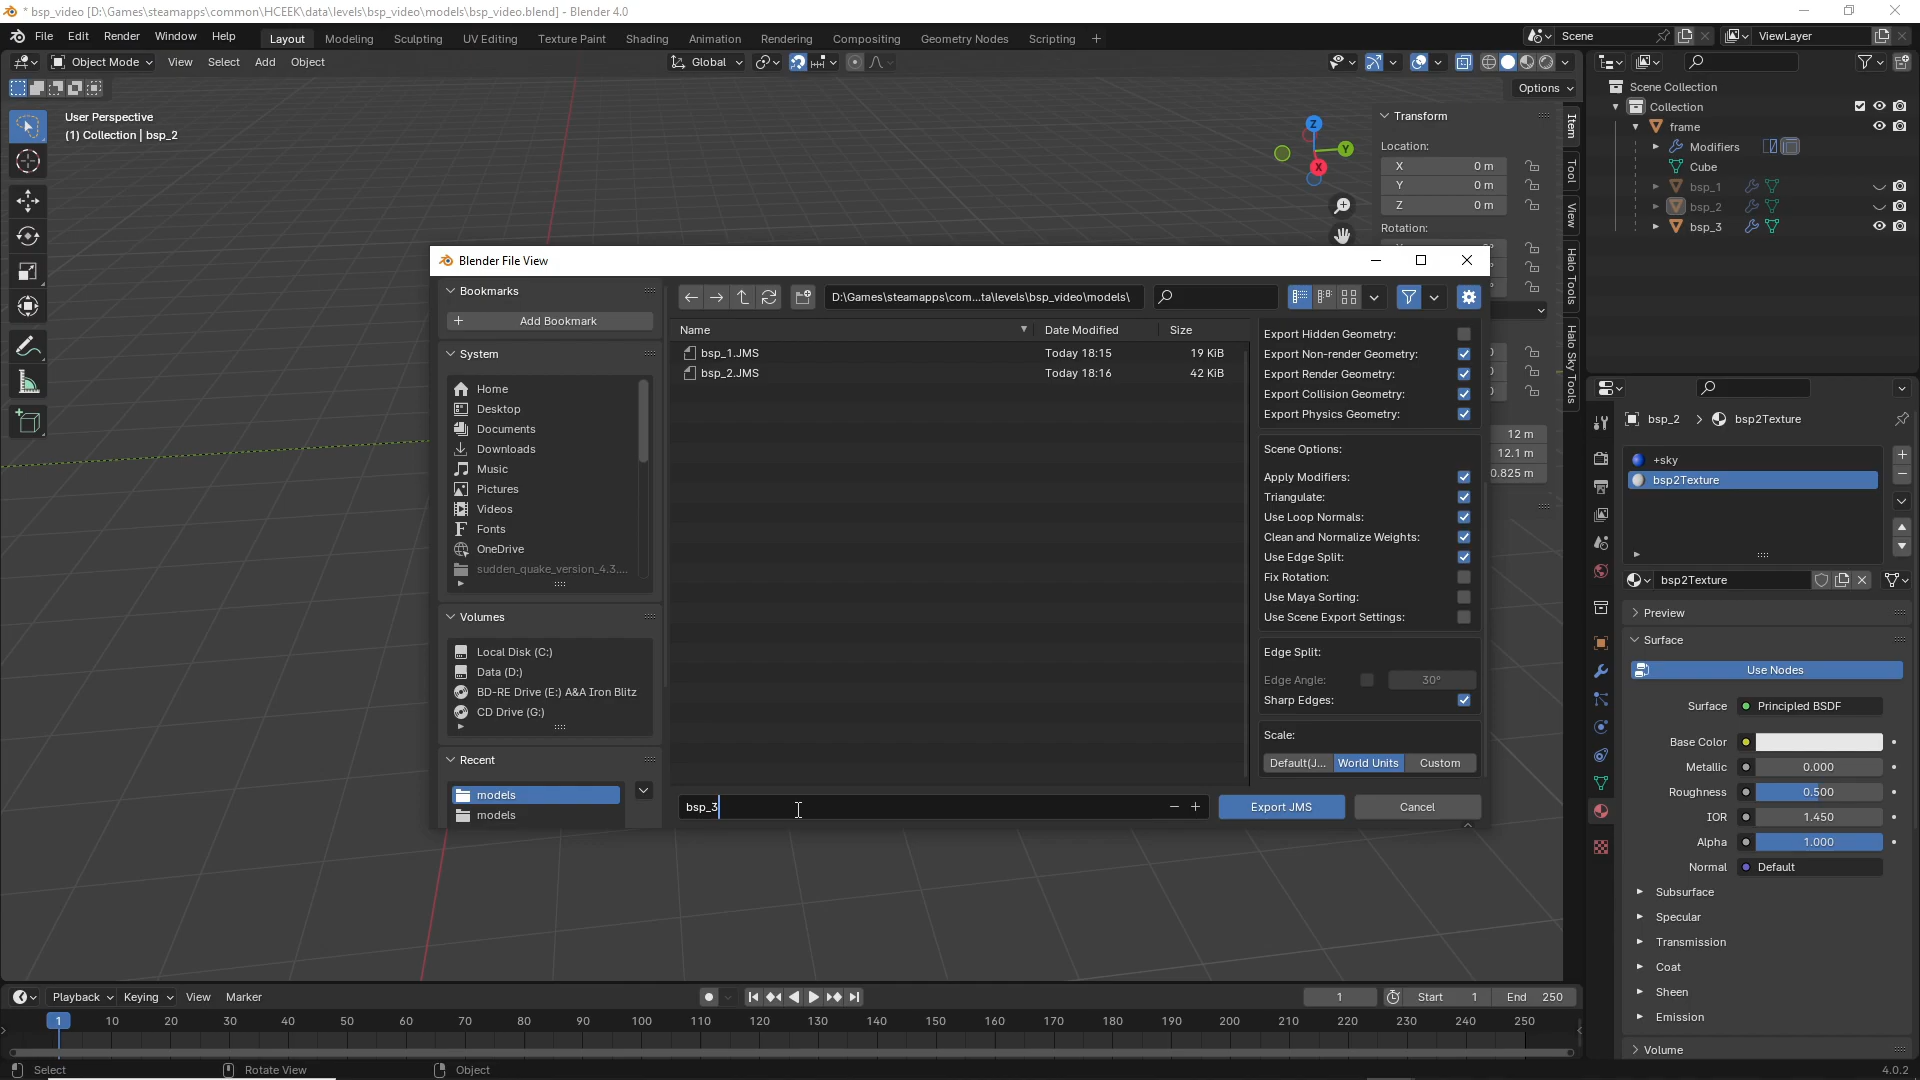 * bsp_video [D:\Games\steamapps\common\HCEEK\data\levels\bsp_video\models\bsp_video.blend] - Blender 4.0
File Edit Render Window Help Layout Modeling Sculpting UV Editing Texture Paint Shading Animation Rendering Compositing Geometry Nodes Scripting + Scene ViewLayer
Object Mode View Select Add Object Global
Options
User Perspective
(1) Collection | bsp_2
Z
Y
X
Transform
Location:
X 0 m
Y 0 m
Z 0 m
Rotation:
Item
Tool
View
Halo Tools
Halo Sky Tools
12 m
12.1 m
0.825 m
Scene Collection
Collection
frame
Modifiers
Cube
bsp_1
bsp_2
bsp_3
Blender File View
Bookmarks
Add Bookmark
System
Home
Desktop
Documents
Downloads
Music
Pictures
Videos
Fonts
OneDrive
sudden_quake_version_4.3....
Volumes
Local Disk (C:)
Data (D:)
BD-RE Drive (E:) A&A Iron Blitz
CD Drive (G:)
Recent
models
models
D:\Games\steamapps\com...ta\levels\bsp_video\models\
Name Date Modified Size
bsp_1.JMS Today 18:15 19 KiB
bsp_2.JMS Today 18:16 42 KiB
Export Hidden Geometry:
Export Non-render Geometry:
Export Render Geometry:
Export Collision Geometry:
Export Physics Geometry:
Scene Options:
Apply Modifiers:
Triangulate:
Use Loop Normals:
Clean and Normalize Weights:
Use Edge Split:
Fix Rotation:
Use Maya Sorting:
Use Scene Export Settings:
Edge Split:
Edge Angle: 30°
Sharp Edges:
Scale:
Default(J... World Units Custom
bsp_3 Export JMS Cancel
bsp_2 > bsp2Texture
+sky
bsp2Texture
bsp2Texture
Preview
Surface
Use Nodes
Surface Principled BSDF
Base Color
Metallic 0.000
Roughness 0.500
IOR 1.450
Alpha 1.000
Normal Default
Subsurface
Specular
Transmission
Coat
Sheen
Emission
Volume
Playback Keying View Marker 1 Start 1 End 250
1 10 20 30 40 50 60 70 80 90 100 110 120 130 140 150 160 170 180 190 200 210 220 230 240 250
Select Rotate View Object 4.0.2